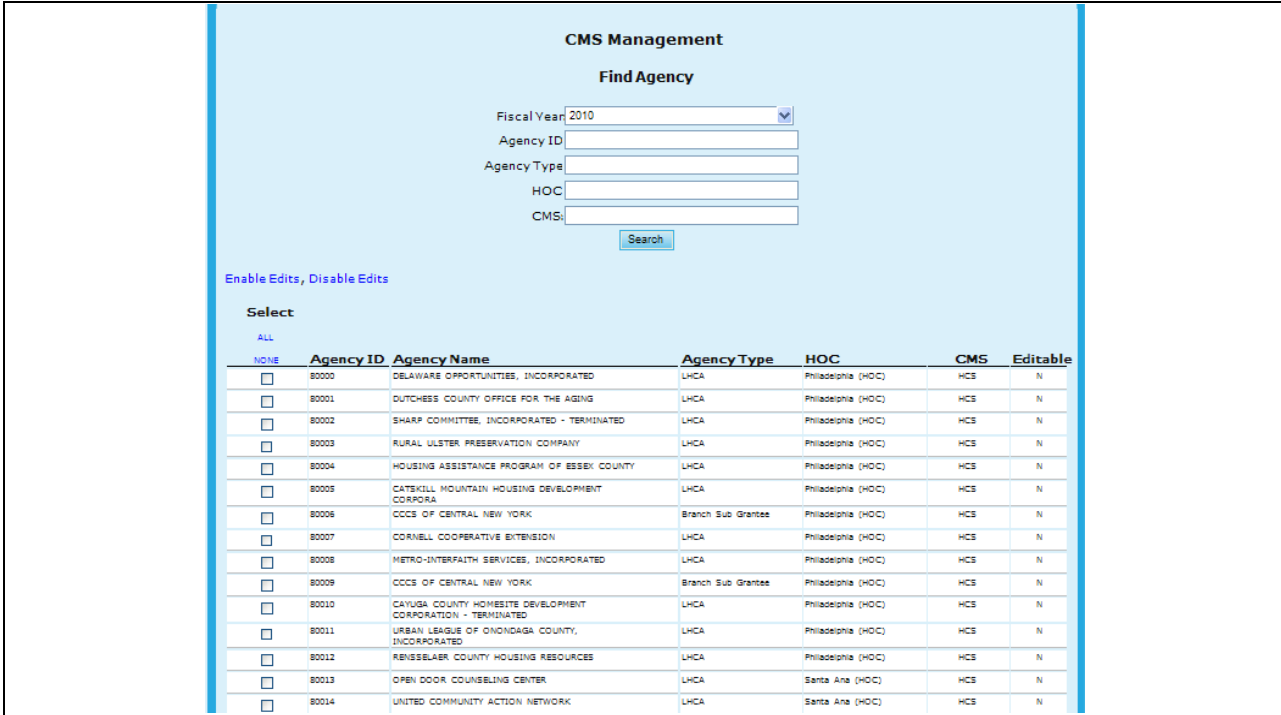 CMS Management
Find Agency
Fiscal Year 2010
Agency ID
Agency Type
HOC
CMS:
Search
Enable Edits, Disable Edits
Select
ALL
NONE Agency ID Agency Name Agency Type HOC CMS Editable
80000 DELAWARE OPPORTUNITIES, INCORPORATED LHCA Philadelphia (HOC) HCS N
80001 DUTCHESS COUNTY OFFICE FOR THE AGING LHCA Philadelphia (HOC) HCS N
80002 SHARP COMMITTEE, INCORPORATED - TERMINATED LHCA Philadelphia (HOC) HCS N
80003 RURAL ULSTER PRESERVATION COMPANY LHCA Philadelphia (HOC) HCS N
80004 HOUSING ASSISTANCE PROGRAM OF ESSEX COUNTY LHCA Philadelphia (HOC) HCS N
80005 CATSKILL MOUNTAIN HOUSING DEVELOPMENT LHCA Philadelphia (HOC) HCS N
CORPORA
80006 CCCS OF CENTRAL NEW YORK Branch Sub Grantee Philadelphia (HOC) HCS N
80007 CORNELL COOPERATIVE EXTENSION LHCA Philadelphia (HOC) HCS N
80008 METRO-INTERFAITH SERVICES, INCORPORATED LHCA Philadelphia (HOC) HCS N
80009 CCCS OF CENTRAL NEW YORK Branch Sub Grantee Philadelphia (HOC) HCS N
80010 CAYUGA COUNTY HOMESITE DEVELOPMENT LHCA Philadelphia (HOC) HCS N
CORPORATION - TERMINATED
80011 URBAN LEAGUE OF ONONDAGA COUNTY, LHCA Philadelphia (HOC) HCS N
INCORPORATED
80012 RENSSELAER COUNTY HOUSING RESOURCES LHCA Philadelphia (HOC) HCS N
80013 OPEN DOOR COUNSELING CENTER LHCA Santa Ana (HOC) HCS N
80014 UNITED COMMUNITY ACTION NETWORK LHCA Santa Ana (HOC) HCS N